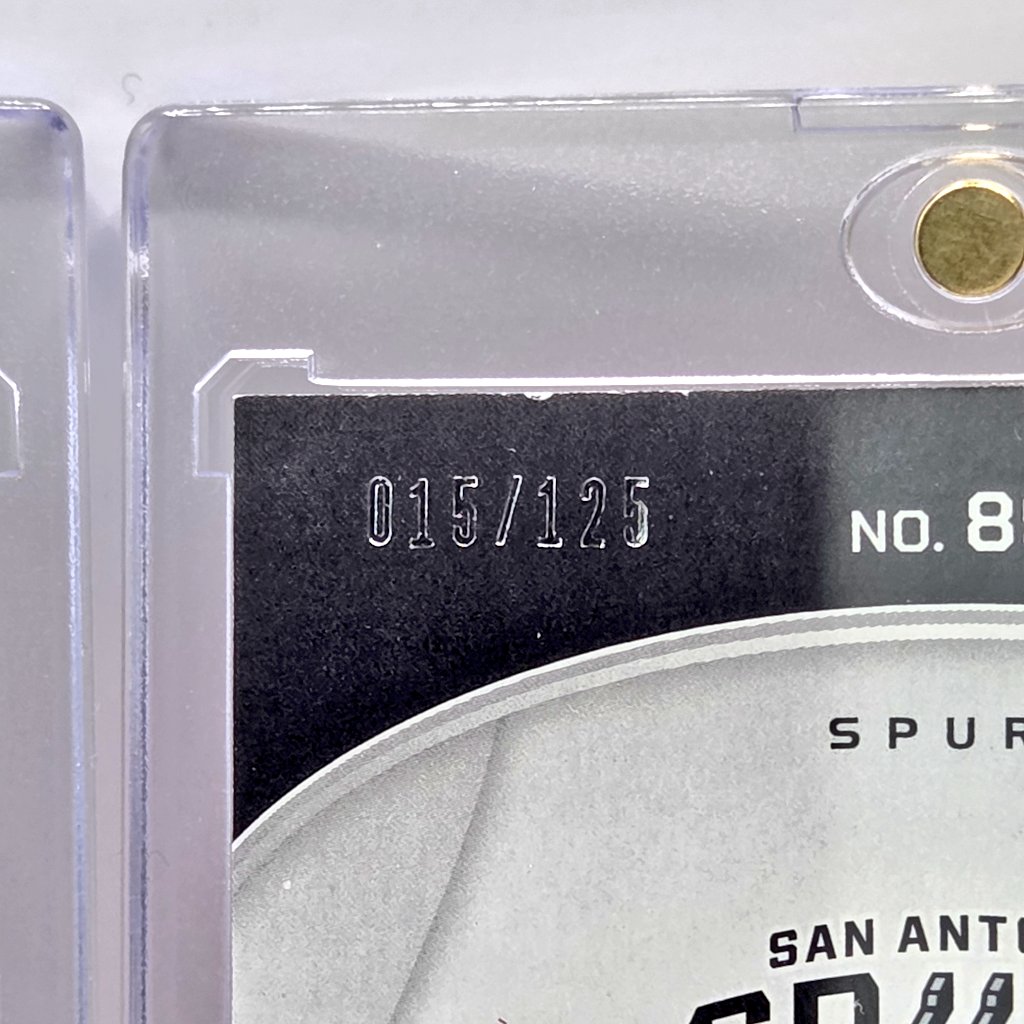 015/125
NO. 8
SPUR
SAN ANTO